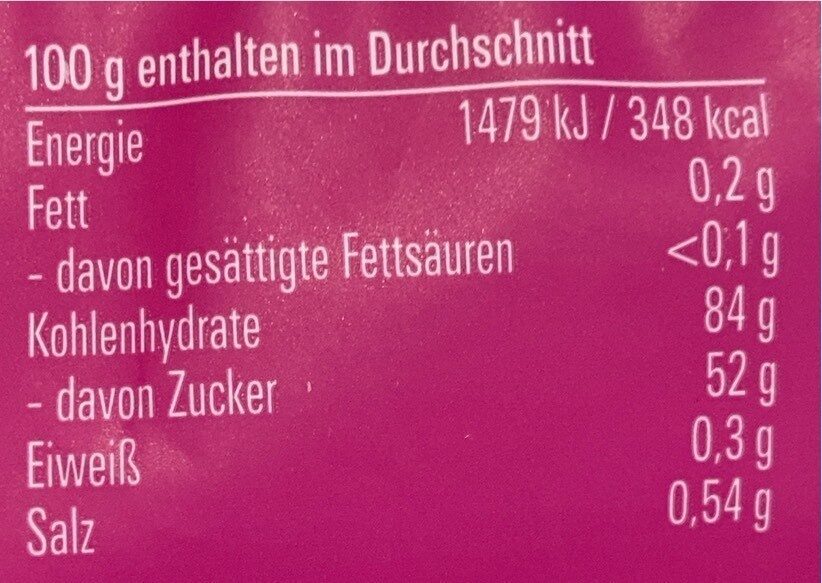 100 g enthalten im Durchschnitt
Energie 1479 kJ / 348 kcal
Fett 0,2 g
- davon gesättigte Fettsäuren <0,1 g
Kohlenhydrate 84 g
- davon Zucker 52 g
Eiweiß 0,3 g
Salz 0,54 g